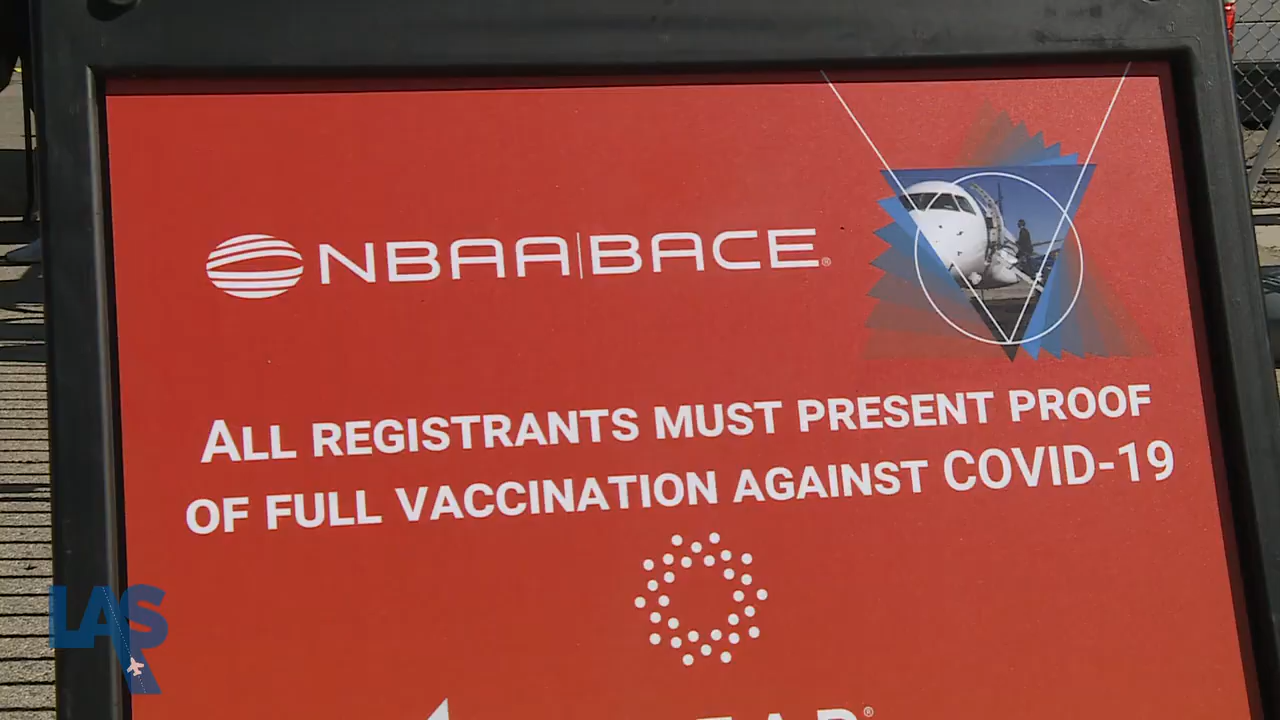 NBAA|BACE®
ALL REGISTRANTS MUST PRESENT PROOF
OF FULL VACCINATION AGAINST COVID-19
LAS